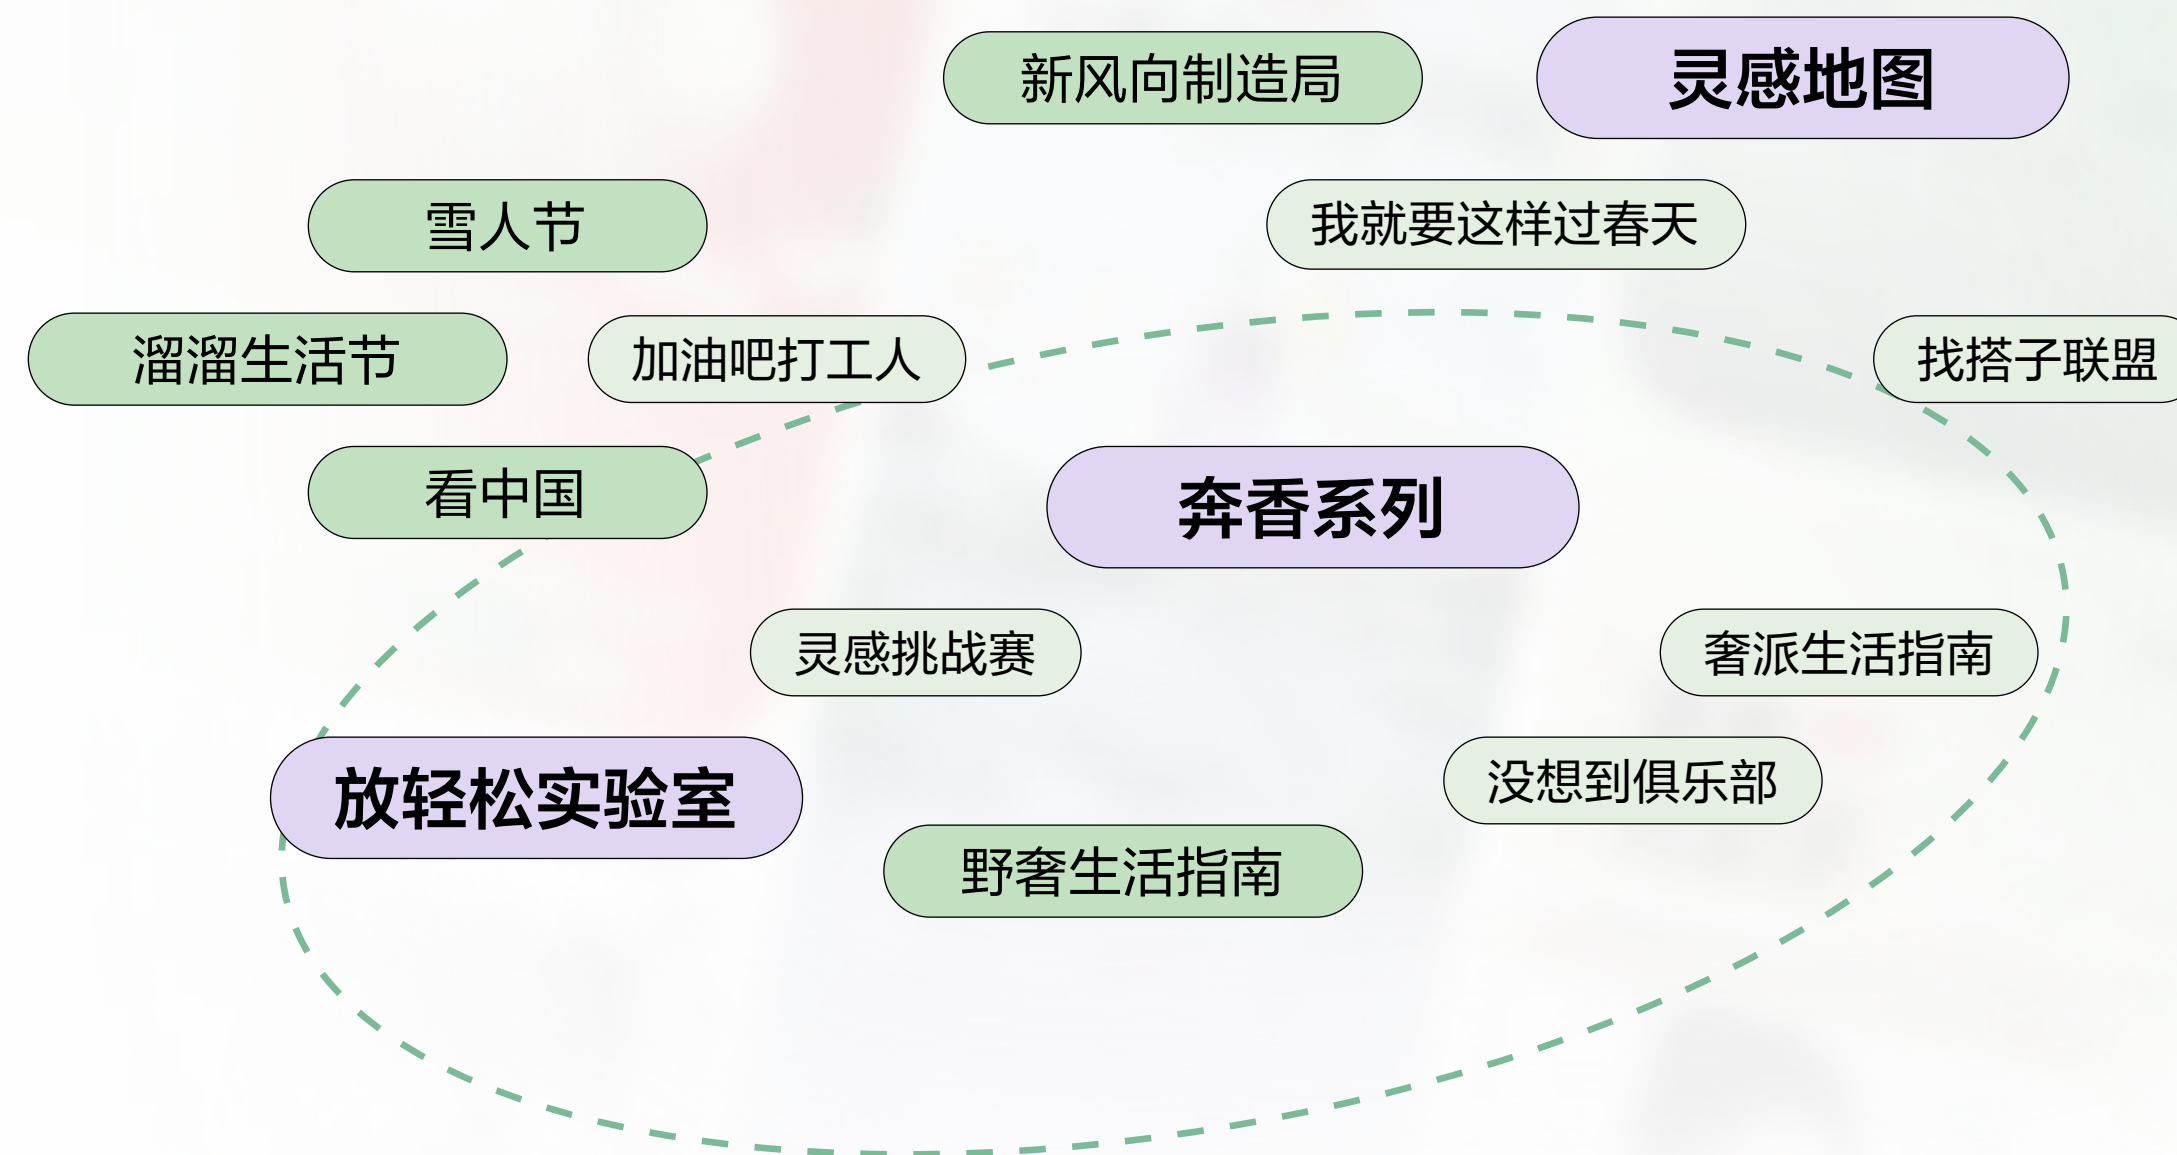 新风向制造局
灵感地图
雪人节
我就要这样过春天
溜溜生活节
加油吧打工人
找搭子联盟
看中国
奔香系列
灵感挑战赛
奢派生活指南
放轻松实验室
没想到俱乐部
野奢生活指南